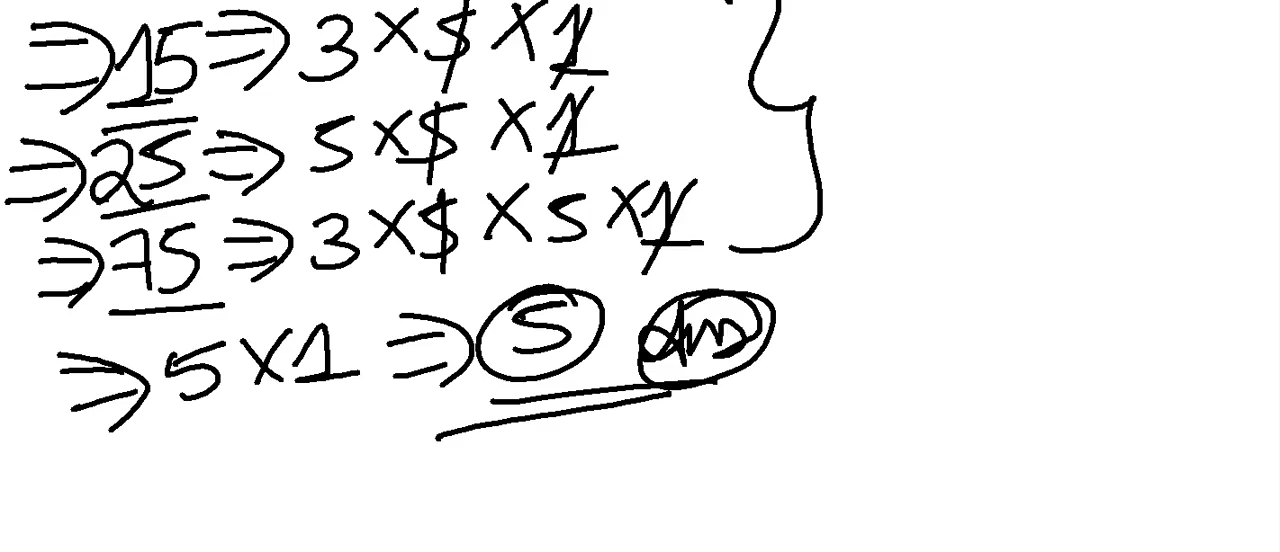 ⇒ 15 ⇒ 3 × 5 × 1
⇒ 25 ⇒ 5 × 5 × 1
⇒ 75 ⇒ 3 × 5 × 5 × 1
⇒ 5 × 1 ⇒ 5 Ans